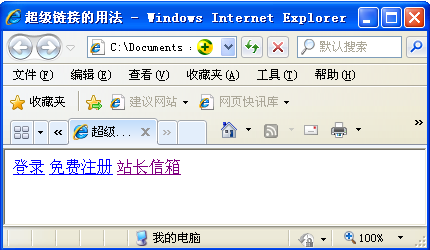 超级链接的用法 - Windows Internet Explorer
C:\Documents 默认搜索
文件(F) 编辑(E) 查看(V) 收藏夹(A) 工具(T) 帮助(H)
收藏夹 建议网站 网页快讯库
超级...
登录 免费注册 站长信箱
我的电脑 100%